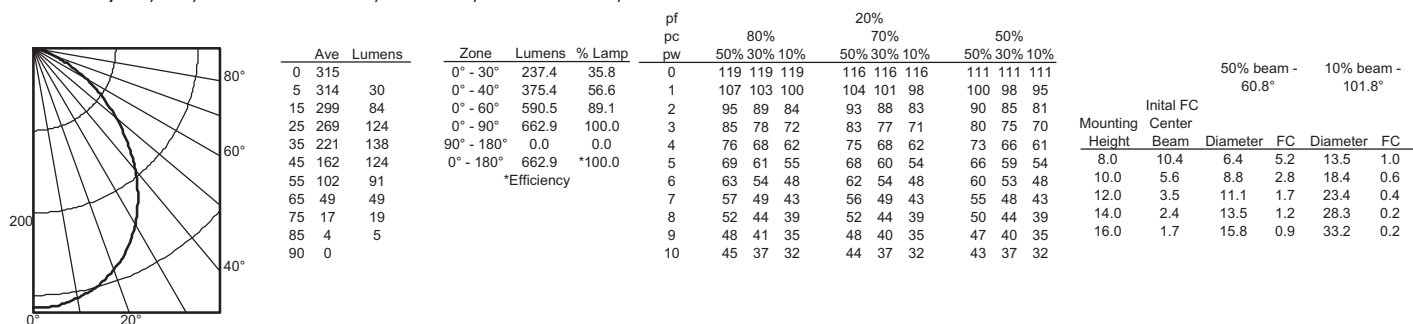 80°
60°
40°
20°
0°
200
Ave Lumens
0 315
5 314 30
15 299 84
25 269 124
35 221 138
45 162 124
55 102 91
65 49 49
75 17 19
85 4 5
90 0
Zone Lumens % Lamp
0° - 30° 237.4 35.8
0° - 40° 375.4 56.6
0° - 60° 590.5 89.1
0° - 90° 662.9 100.0
90° - 180° 0.0 0.0
0° - 180° 662.9 *100.0
*Efficiency
pf 20%
pc 80% 70% 50%
pw 50% 30% 10% 50% 30% 10% 50% 30% 10%
0 119 119 119 116 116 116 111 111 111
1 107 103 100 104 101 98 100 98 95
2 95 89 84 93 88 83 90 85 81
3 85 78 72 83 77 71 80 75 70
4 76 68 62 75 68 62 73 66 61
5 69 61 55 68 60 54 66 59 54
6 63 54 48 62 54 48 60 53 48
7 57 49 43 56 49 43 55 48 43
8 52 44 39 52 44 39 50 44 39
9 48 41 35 48 40 35 47 40 35
10 45 37 32 44 37 32 43 37 32
50% beam - 10% beam -
60.8° 101.8°
Inital FC
Mounting Center
Height Beam Diameter FC Diameter FC
8.0 10.4 6.4 5.2 13.5 1.0
10.0 5.6 8.8 2.8 18.4 0.6
12.0 3.5 11.1 1.7 23.4 0.4
14.0 2.4 13.5 1.2 28.3 0.2
16.0 1.7 15.8 0.9 33.2 0.2